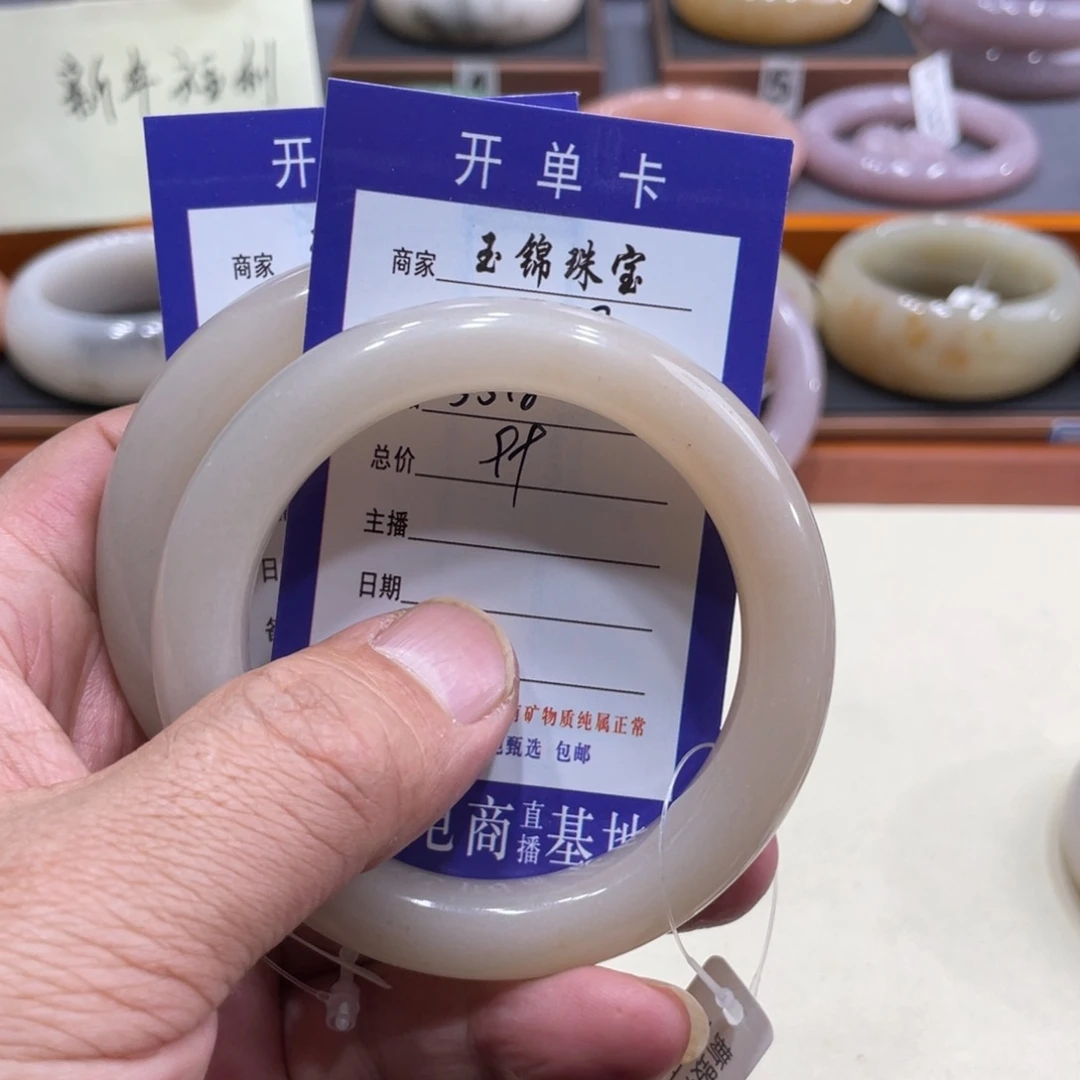 新年福利
5
开单卡
开
商家 玉锦珠宝
商家
总价
主播
日期
日
矿物质纯属正常
甄选 包邮
电商直播基地